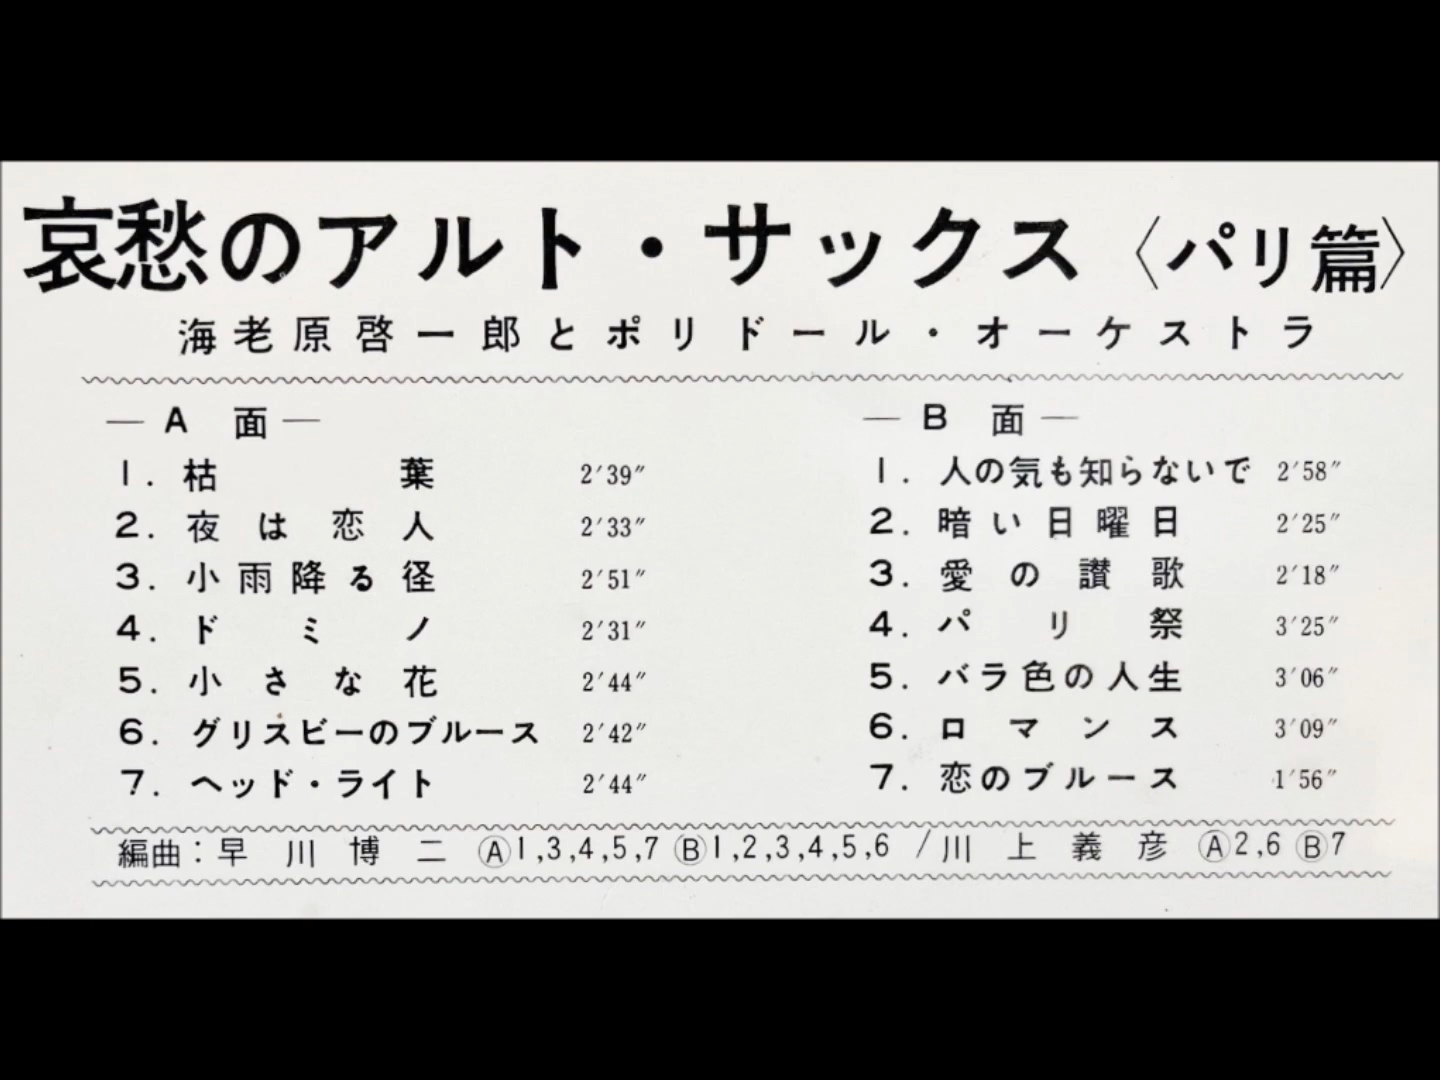 哀愁のアルト・サックス〈パリ篇〉
海老原啓一郎とポリドール・オーケストラ
— A 面 —
1. 枯葉 2′39″
2. 夜は恋人 2′33″
3. 小雨降る径 2′51″
4. ドミノ 2′31″
5. 小さな花 2′44″
6. グリスビーのブルース 2′42″
7. ヘッド・ライト 2′44″
— B 面 —
1. 人の気も知らないで 2′58″
2. 暗い日曜日 2′25″
3. 愛の讃歌 2′18″
4. パリ祭 3′25″
5. バラ色の人生 3′06″
6. ロマンス 3′09″
7. 恋のブルース 1′56″
編曲：早川博二 Ⓐ1,3,4,5,7 Ⓑ1,2,3,4,5,6 /川上義彦 Ⓐ2,6 Ⓑ7